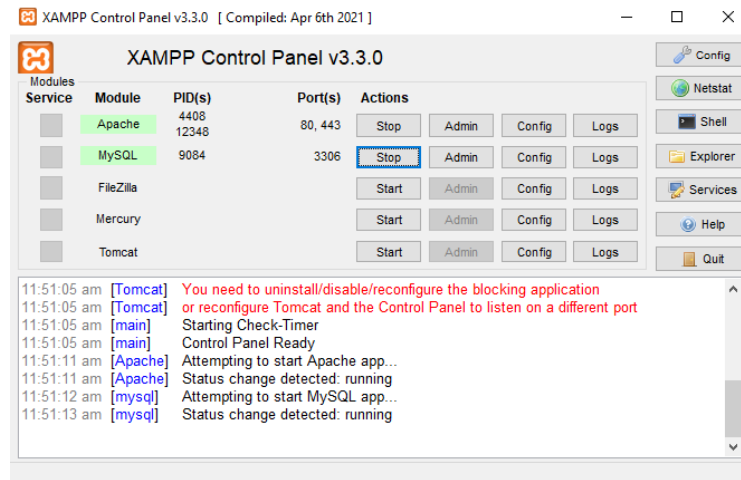 XAMPP Control Panel v3.3.0 [ Compiled: Apr 6th 2021 ]
XAMPP Control Panel v3.3.0
Config
Modules
Service Module PID(s) Port(s) Actions
Netstat
Apache 4408 12348 80, 443 Stop Admin Config Logs
Shell
MySQL 9084 3306 Stop Admin Config Logs
Explorer
FileZilla Start Admin Config Logs
Services
Mercury Start Admin Config Logs
Help
Tomcat Start Admin Config Logs
Quit
11:51:05 am [Tomcat] You need to uninstall/disable/reconfigure the blocking application
11:51:05 am [Tomcat] or reconfigure Tomcat and the Control Panel to listen on a different port
11:51:05 am [main] Starting Check-Timer
11:51:05 am [main] Control Panel Ready
11:51:11 am [Apache] Attempting to start Apache app...
11:51:11 am [Apache] Status change detected: running
11:51:12 am [mysql] Attempting to start MySQL app...
11:51:13 am [mysql] Status change detected: running